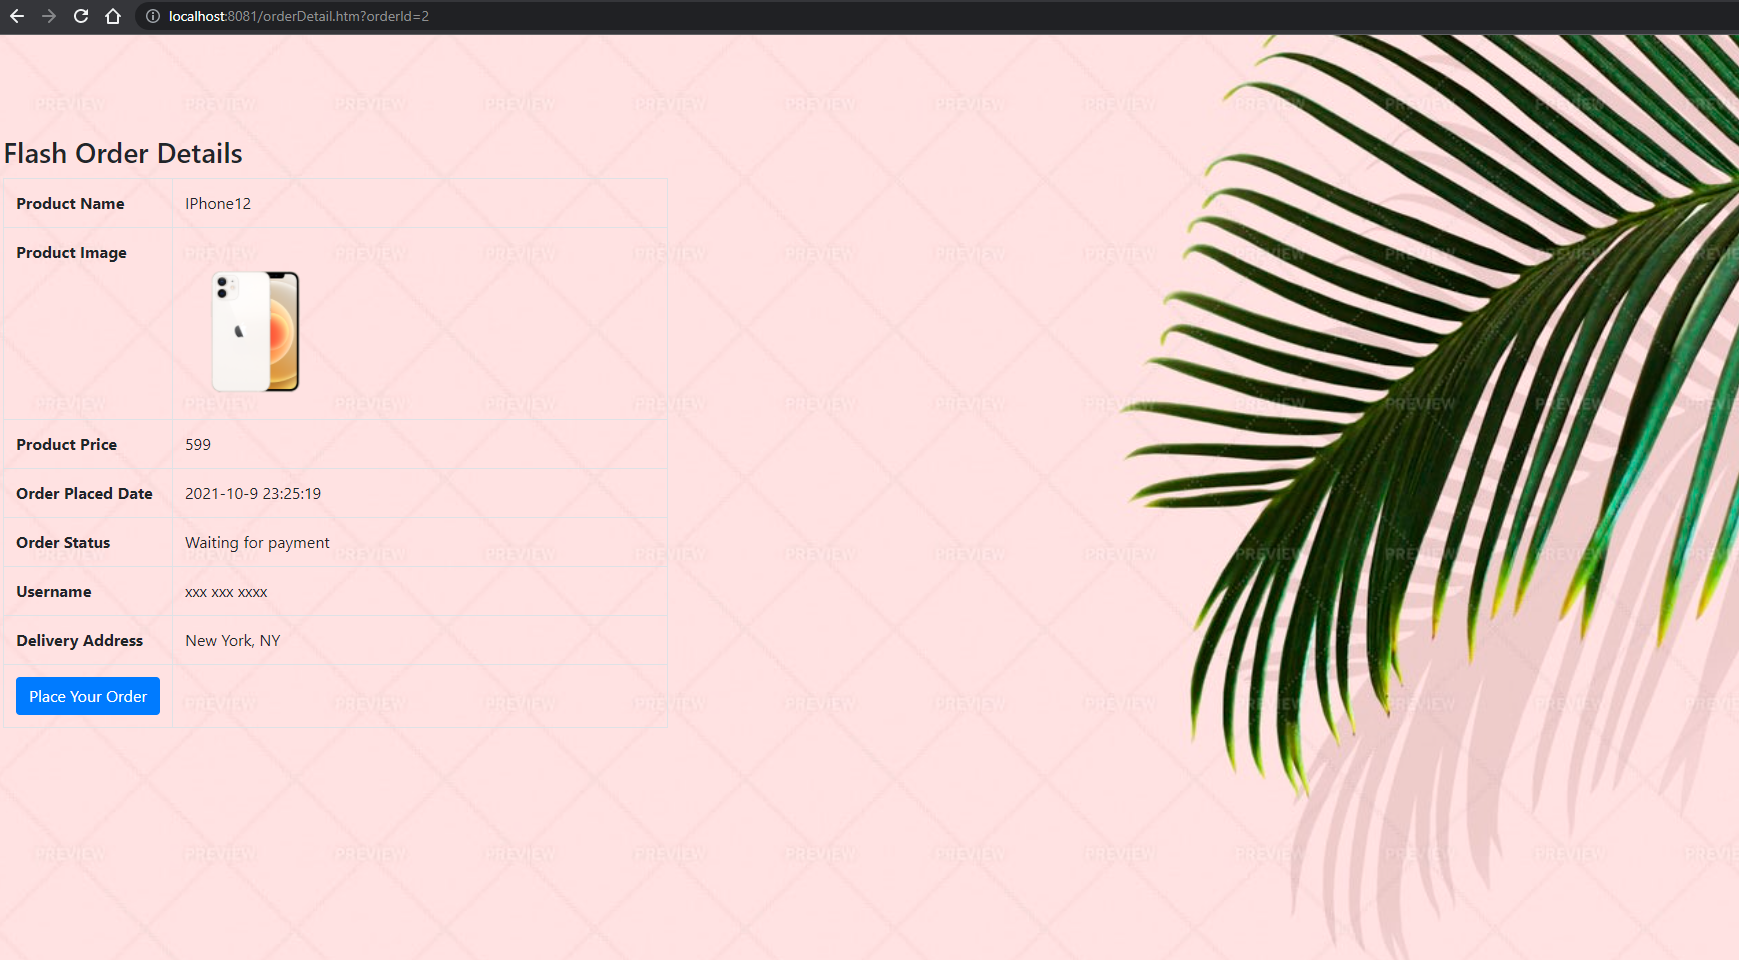 localhost:8081/orderDetail.htm?orderId=2
PREVIEW PREVIEW PREVIEW PREVIEW PREVIEW PREVIEW PREVIEW PREVIEW PREVIEW PREVIEW PREVIEW
Flash Order Details
Product Name IPhone12
Product Image
Product Price 599
Order Placed Date 2021-10-9 23:25:19
Order Status Waiting for payment
Username xxx xxx xxxx
Delivery Address New York, NY
Place Your Order